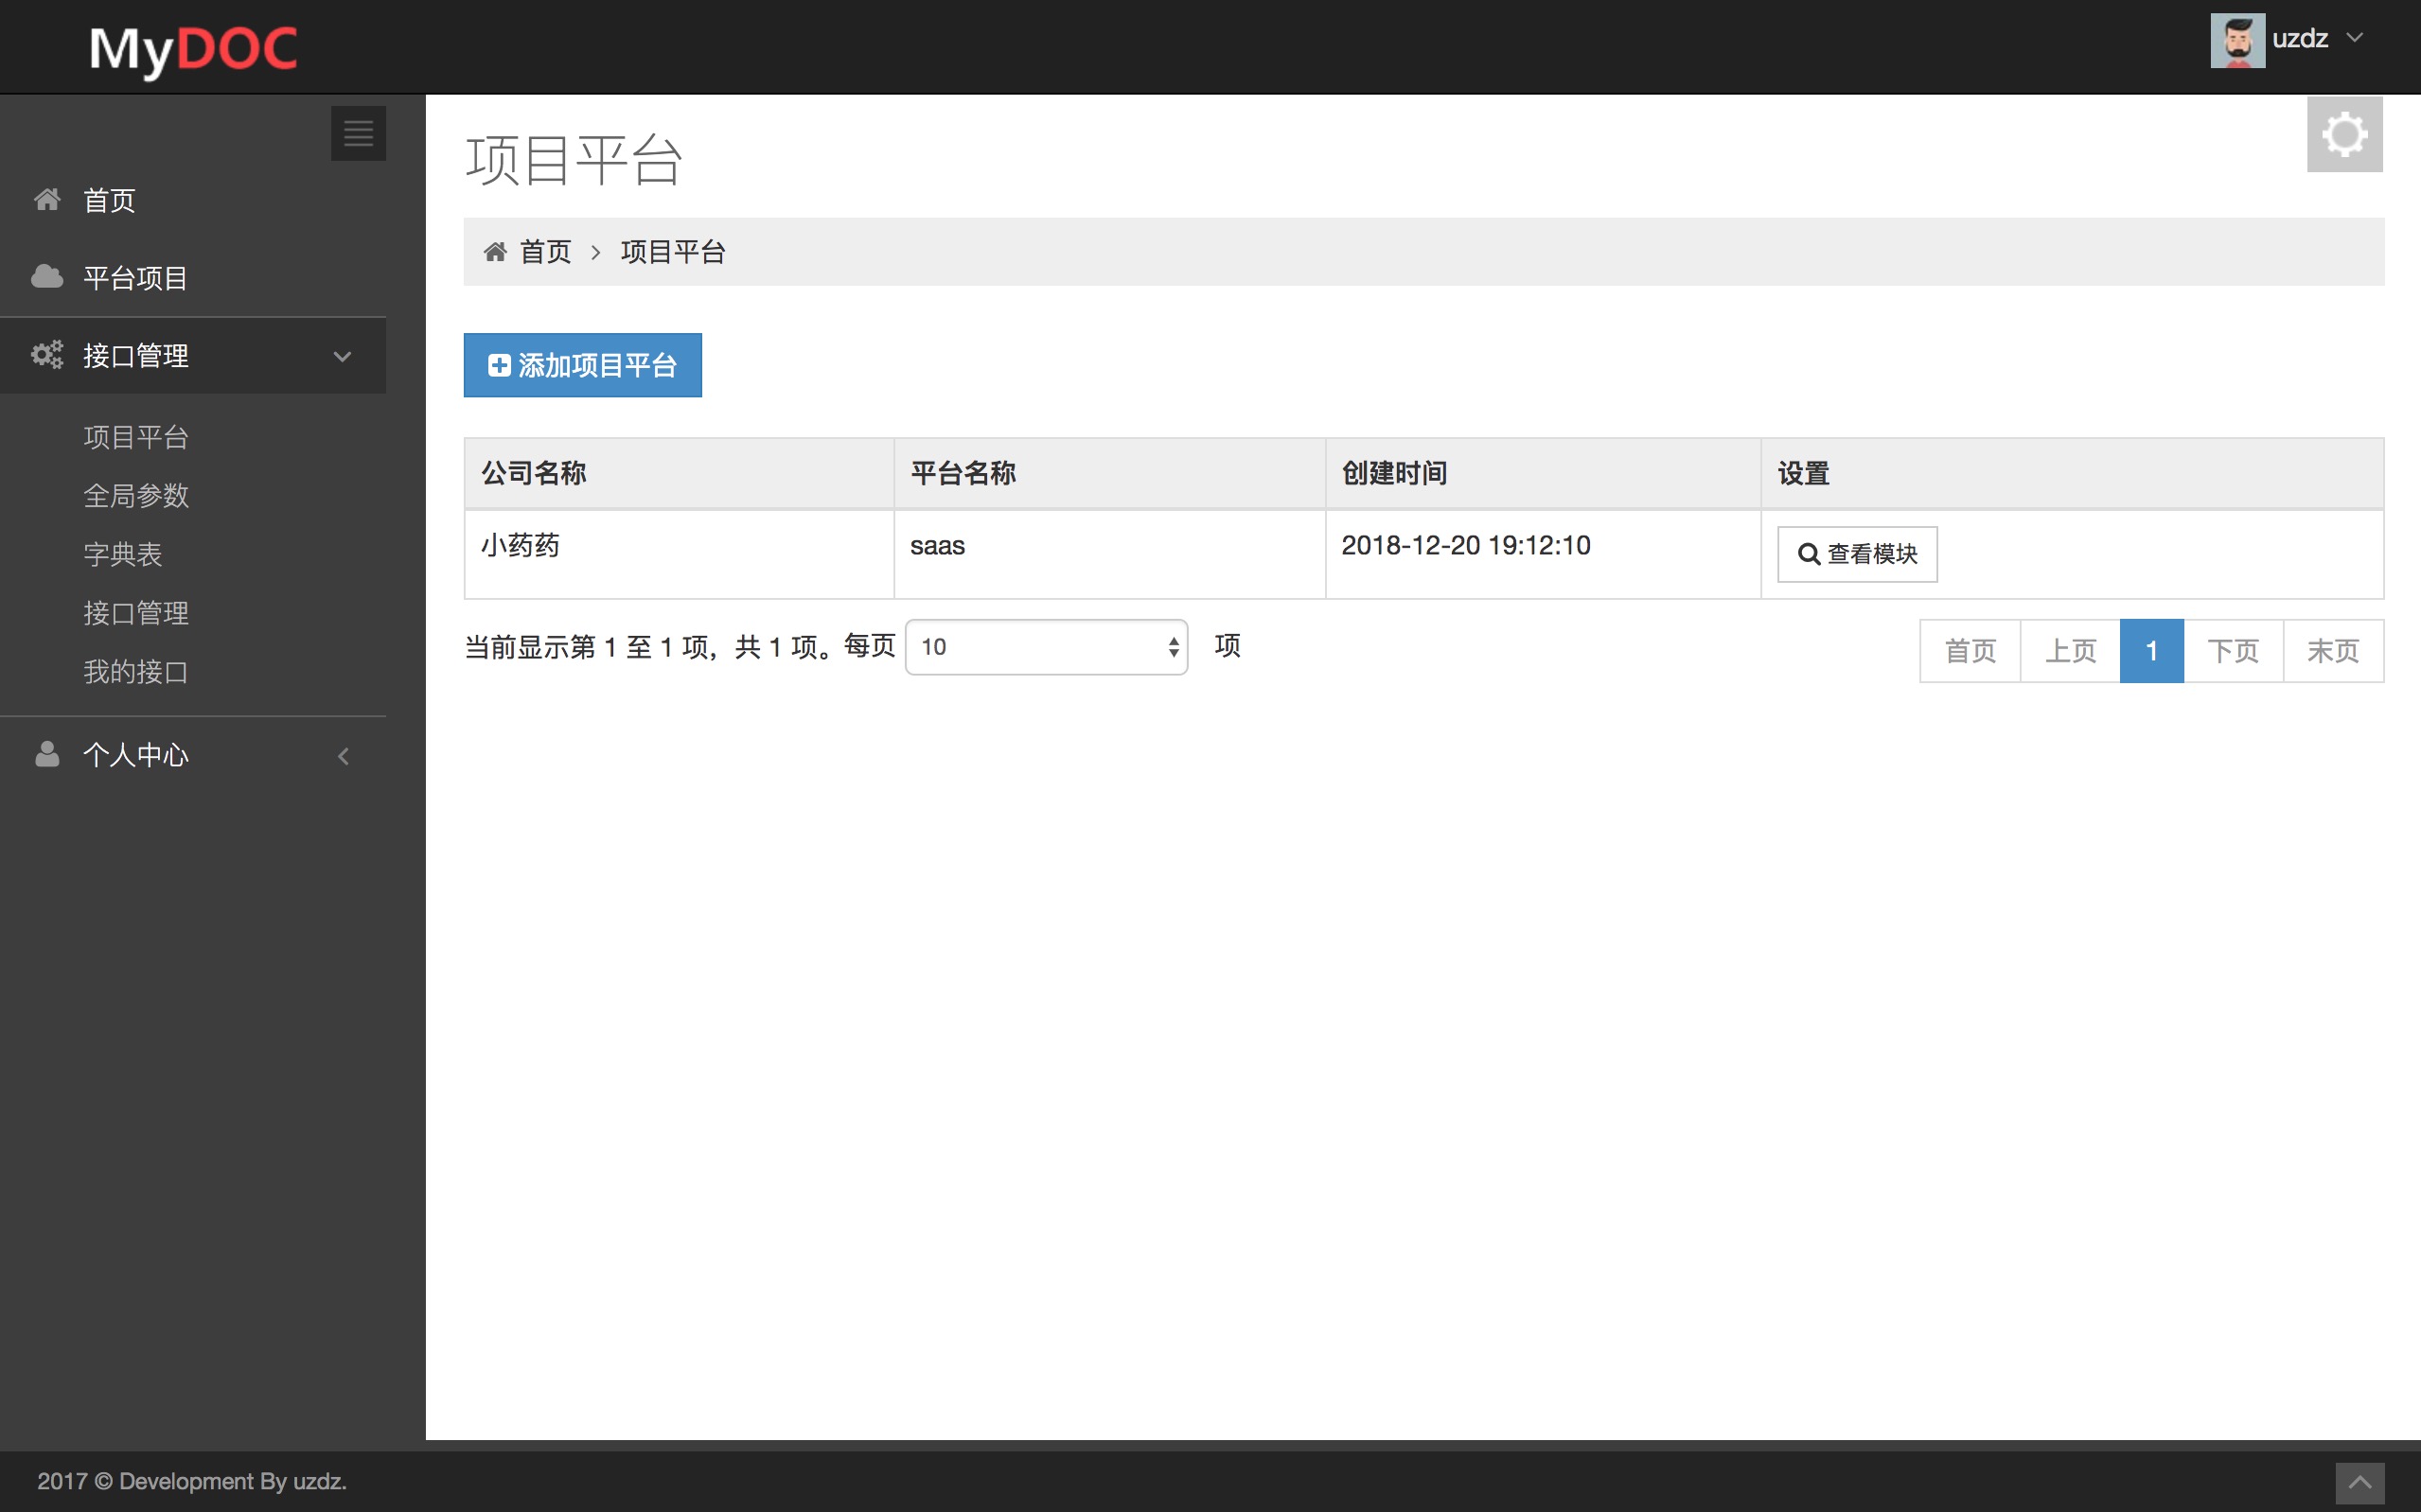 MyDOC
uzdz
首页
平台项目
接口管理
项目平台
全局参数
字典表
接口管理
我的接口
个人中心
项目平台
首页 > 项目平台
添加项目平台
公司名称 平台名称 创建时间 设置
小药药 saas 2018-12-20 19:12:10 查看模块
当前显示第 1 至 1 项，共 1 项。每页 10 项
首页 上页 1 下页 末页
2017 © Development By uzdz.